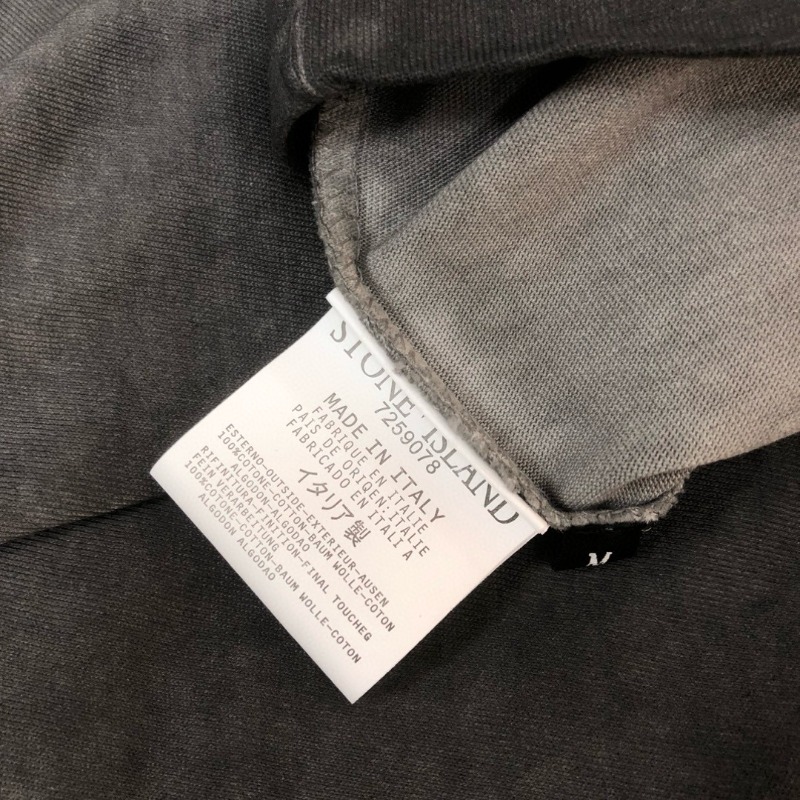 STONE ISLAND
7259078
MADE IN ITALY
FABRIQUE EN ITALIE
PAIS DE ORIGEN: ITALIE
FABRICADO EN ITALIA
イタリア製
ESTERNO-OUTSIDE-EXTERIEUR-AUSEN
100%COTONE-COTTON-BAUM WOLLE-COTON
ALGODON-ALGODAO
RIFINITURA-FINITION-FINAL TOUCHEG
FEIN VERARBEITUNG
100%COTONE-COTTON-BAUM WOLLE-COTON
ALGODON ALGODAO
M